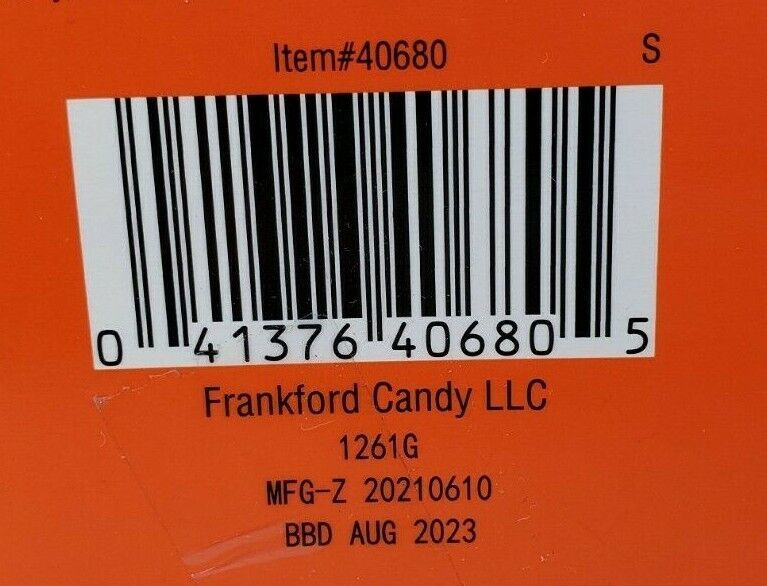 Item#40680 S
0 41376 40680 5
Frankford Candy LLC
1261G
MFG-Z 20210610
BBD AUG 2023